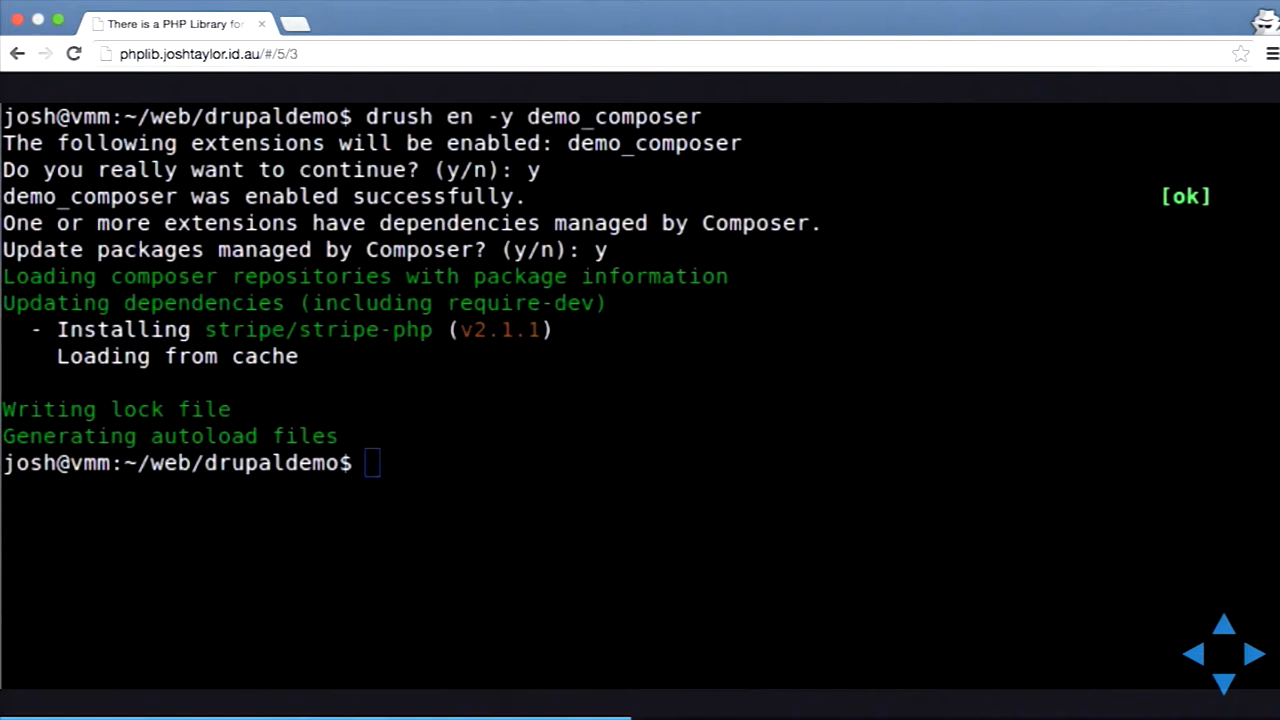 There is a PHP Library for
phplib.joshtaylor.id.au/#/5/3
josh@vmm:~/web/drupaldemo$ drush en -y demo_composer
The following extensions will be enabled: demo_composer
Do you really want to continue? (y/n): y
demo_composer was enabled successfully. [ok]
One or more extensions have dependencies managed by Composer.
Update packages managed by Composer? (y/n): y
Loading composer repositories with package information
Updating dependencies (including require-dev)
- Installing stripe/stripe-php (v2.1.1)
Loading from cache
Writing lock file
Generating autoload files
josh@vmm:~/web/drupaldemo$